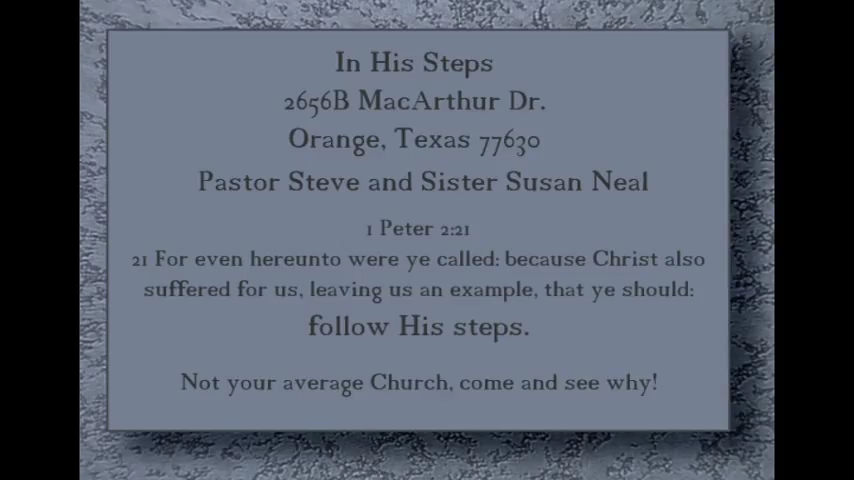 In His Steps
2656B MacArthur Dr.
Orange, Texas 77630
Pastor Steve and Sister Susan Neal
1 Peter 2:21
21 For even hereunto were ye called: because Christ also
suffered for us, leaving us an example, that ye should:
follow His steps.
Not your average Church, come and see why!